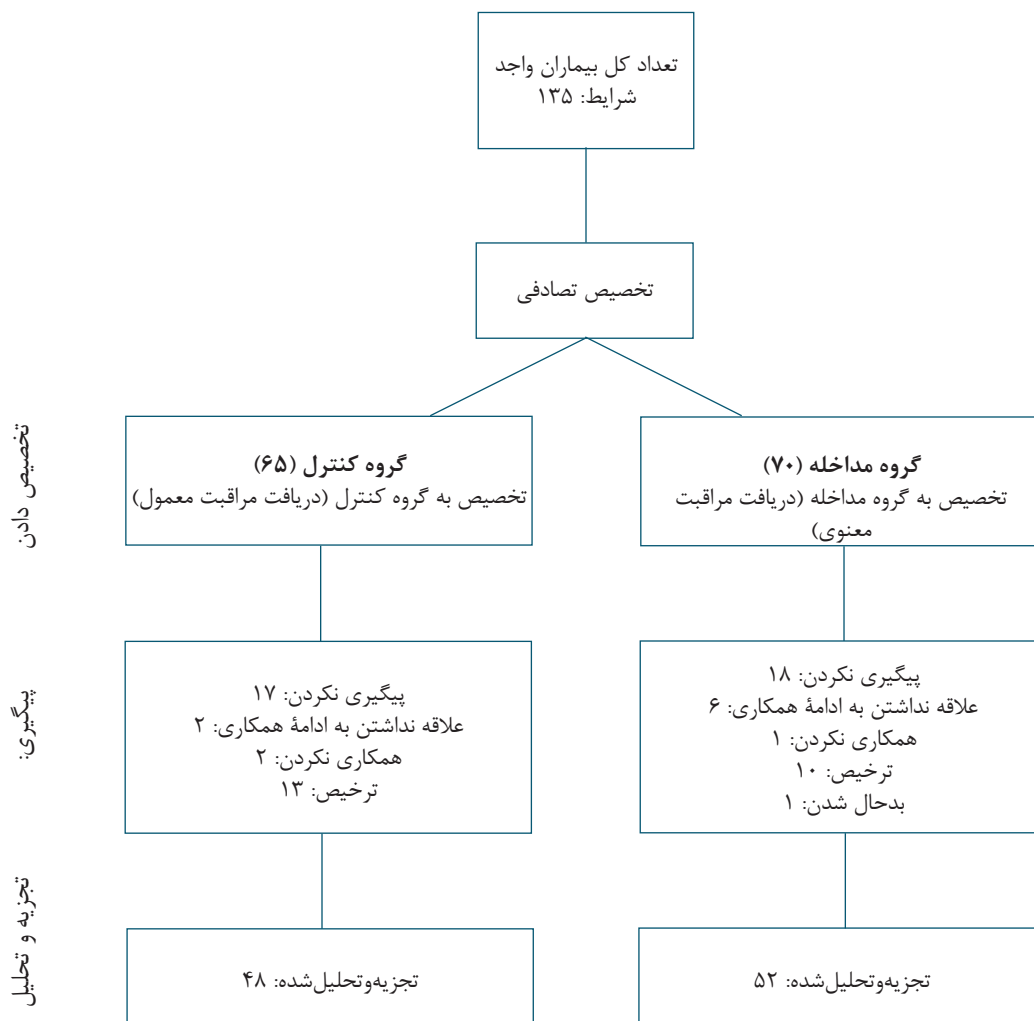 تعداد کل بیماران واجد
شرایط: ۱۳۵
تخصیص تصادفی
تخصیص دادن
گروه مداخله (۷۰)
تخصیص به گروه مداخله (دریافت مراقبت
معنوی)
گروه کنترل (۶۵)
تخصیص به گروه کنترل (دریافت مراقبت معمول)
پیگیری:
پیگیری نکردن: ۱۸
علاقه نداشتن به ادامهٔ همکاری: ۶
همکاری نکردن: ۱
ترخیص: ۱۰
بدحال شدن: ۱
پیگیری نکردن: ۱۷
علاقه نداشتن به ادامهٔ همکاری: ۲
همکاری نکردن: ۲
ترخیص: ۱۳
تجزیه و تحلیل
تجزیه‌وتحلیل‌شده: ۵۲
تجزیه‌وتحلیل‌شده: ۴۸